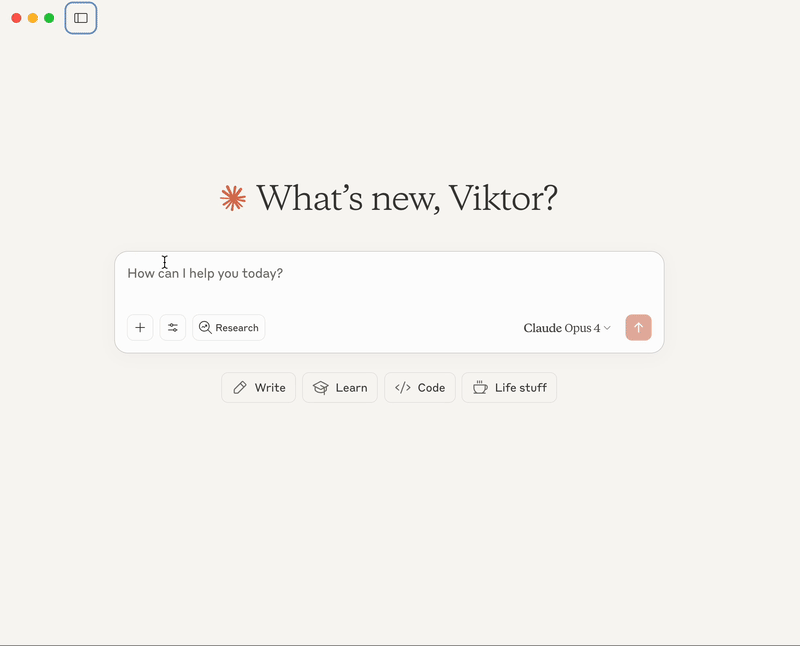 What's new, Viktor?
How can I help you today?
Research
Claude Opus 4
Write
Learn
Code
Life stuff